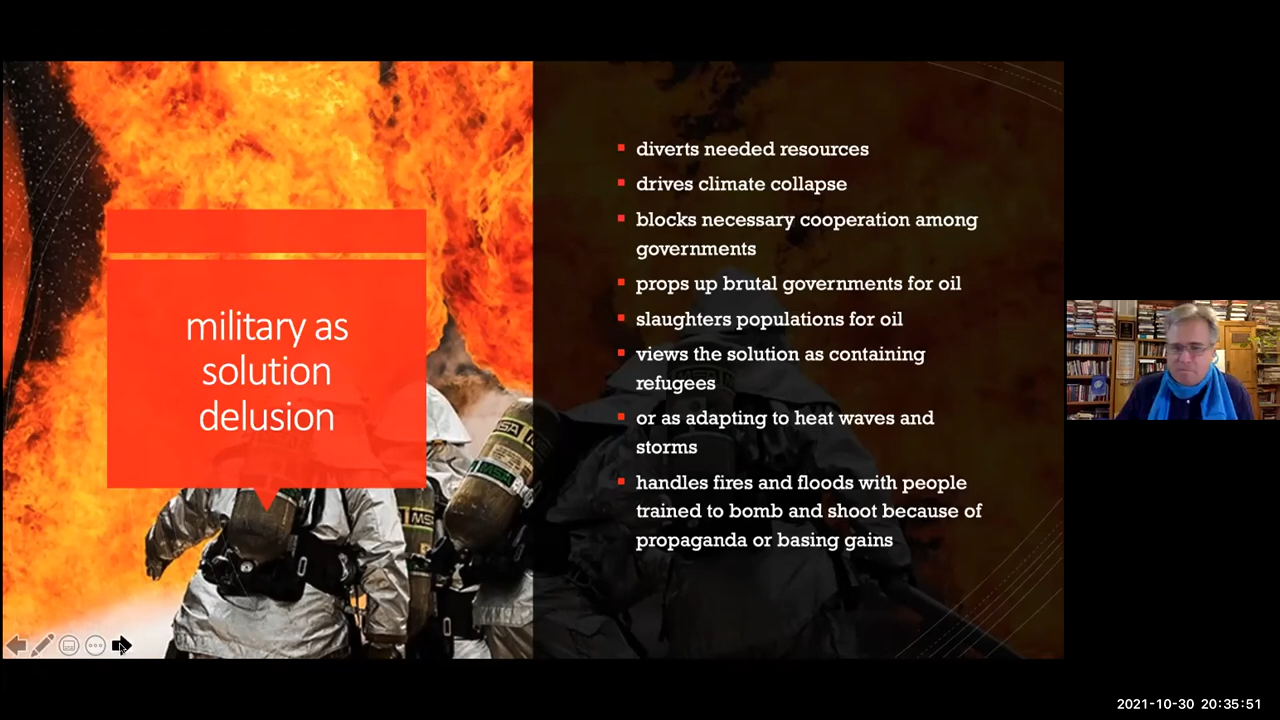 military as
solution
delusion
diverts needed resources
drives climate collapse
blocks necessary cooperation among
governments
props up brutal governments for oil
slaughters populations for oil
views the solution as containing
refugees
or as adapting to heat waves and
storms
handles fires and floods with people
trained to bomb and shoot because of
propaganda or basing gains
MSA
MSA
MSA
2021-10-30 20:35:51